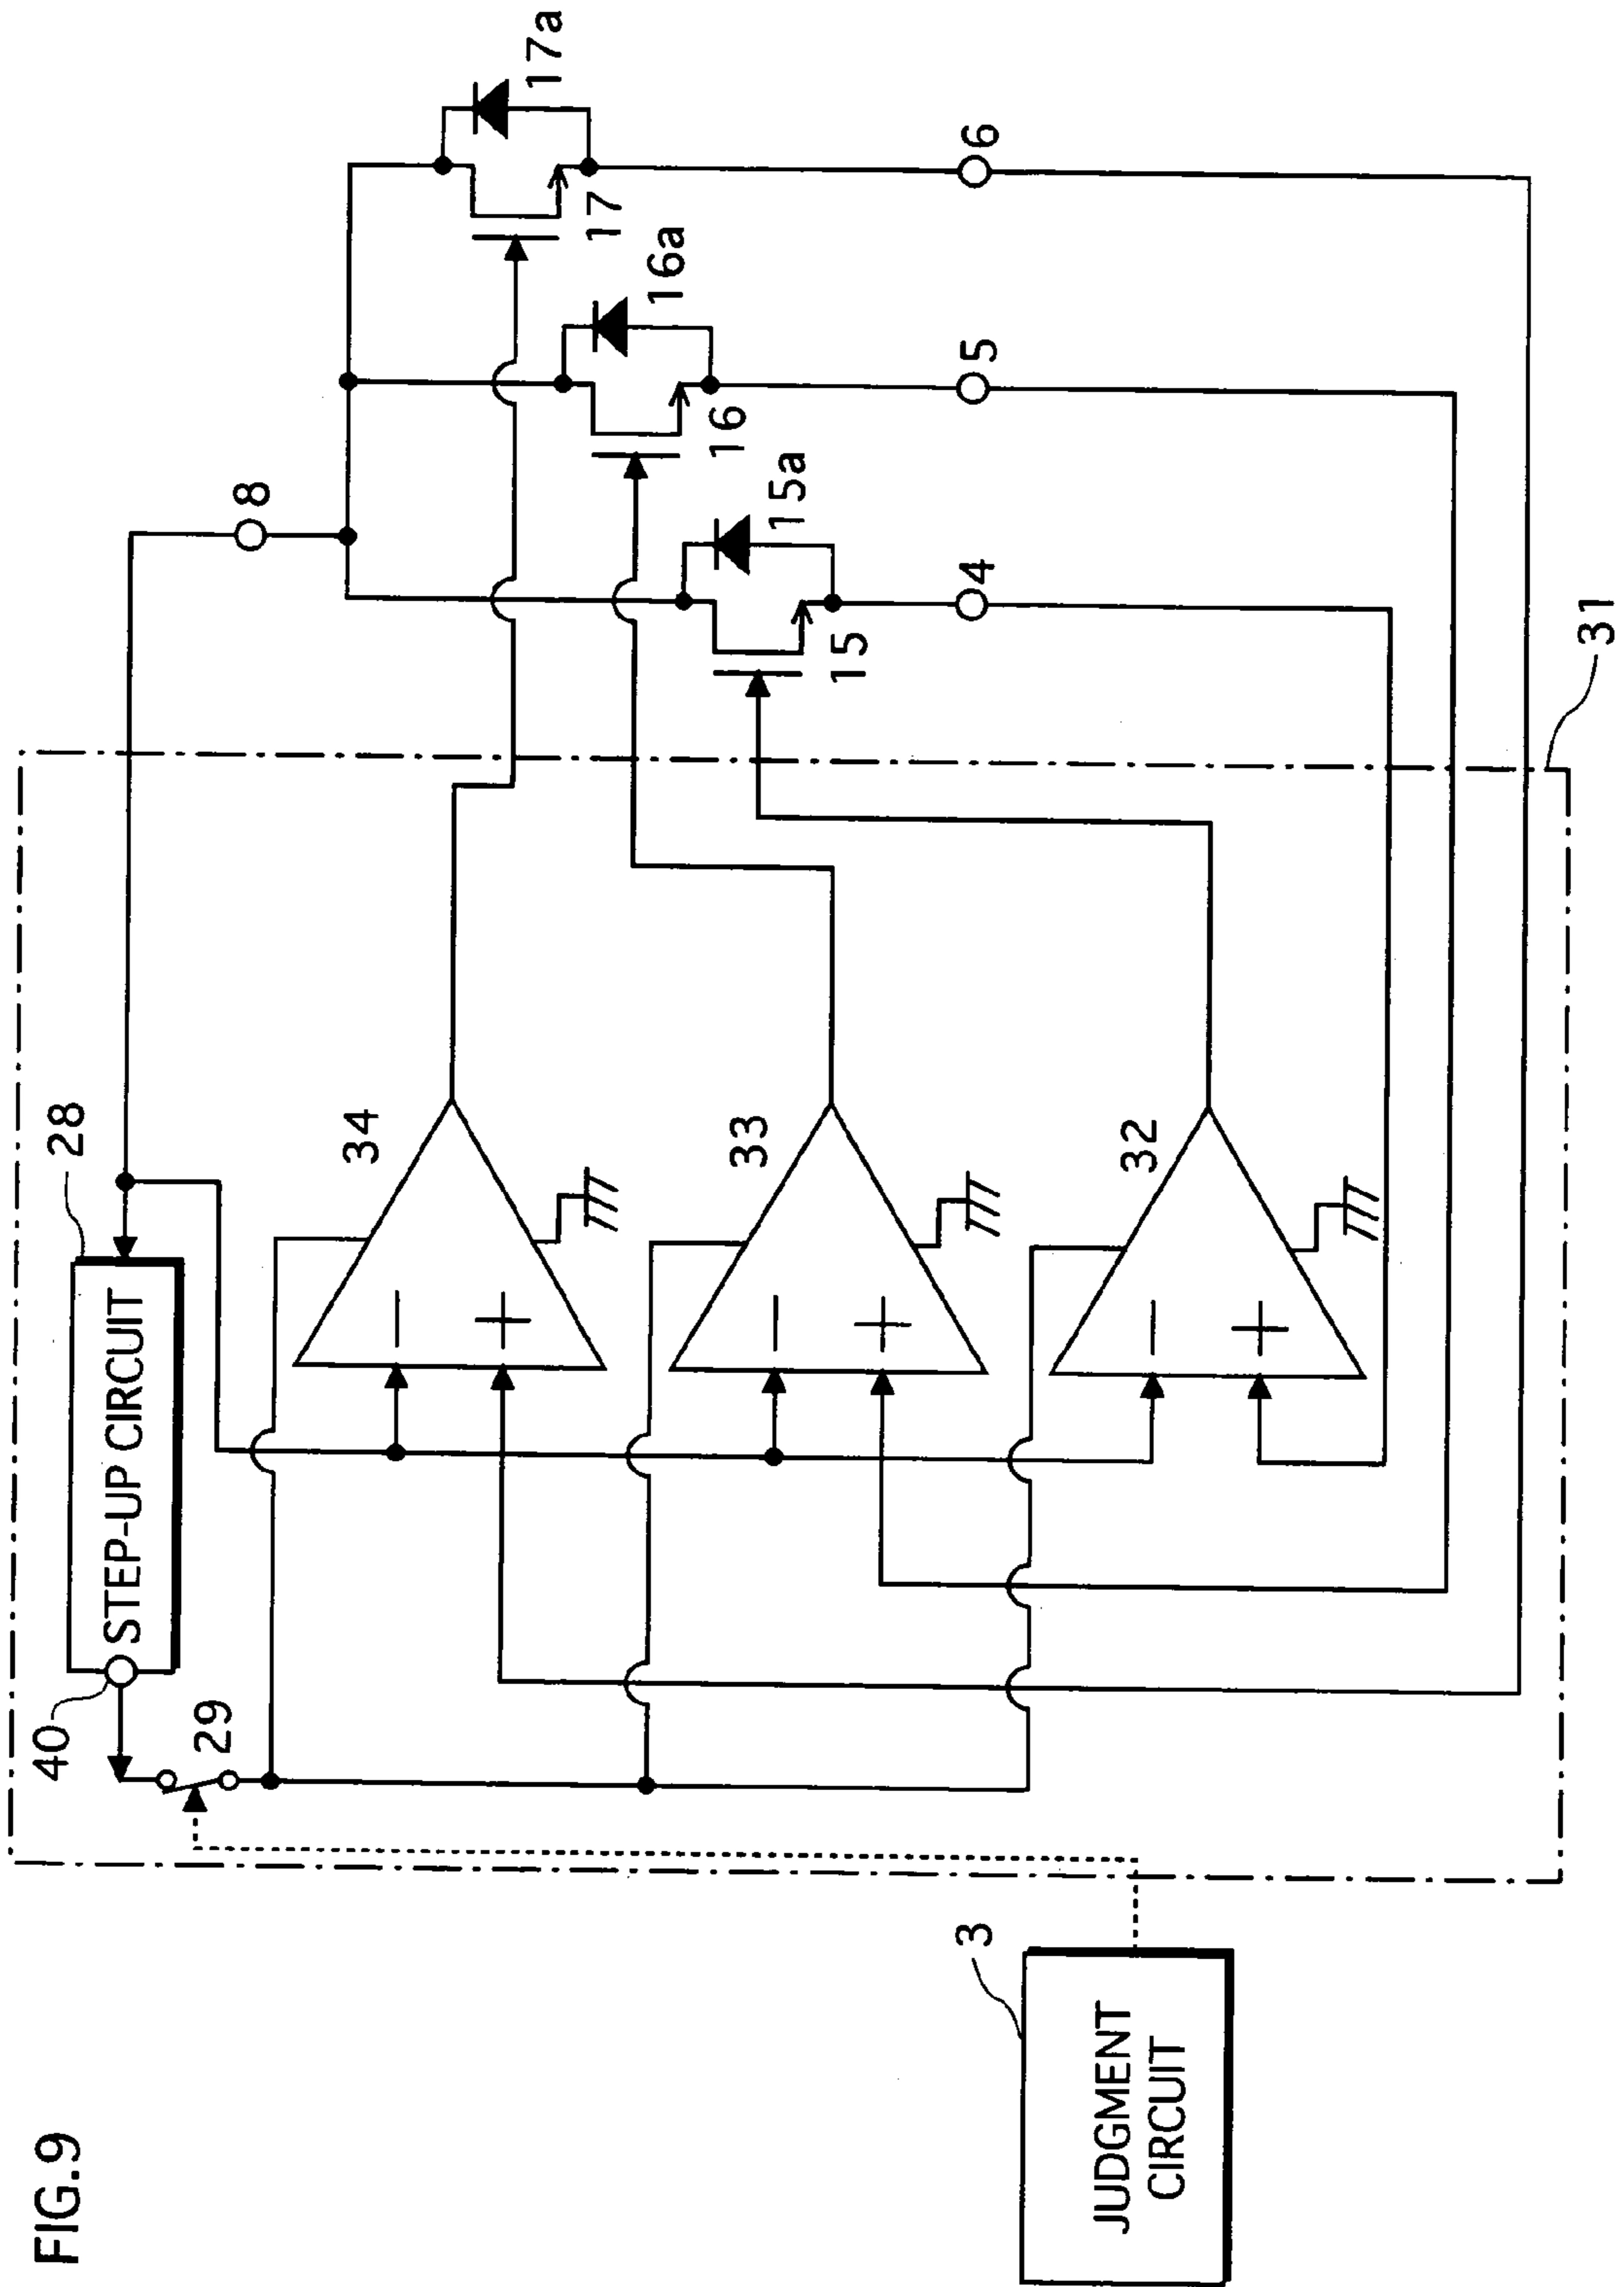 FIG.9
40
28
STEP-UP CIRCUIT
29
8
34
17a
17
16a
16
33
15a
15
6
5
4
3
32
JUDGMENT
CIRCUIT
31